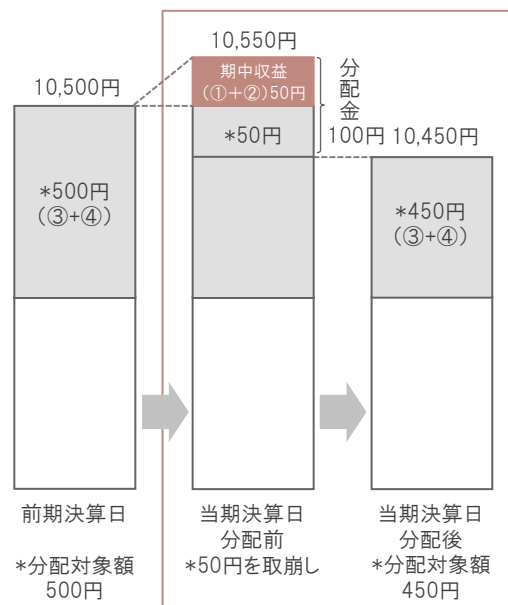 10,500円
*500円
(③+④)
前期決算日
*分配対象額
500円
10,550円
期中収益
(①+②)50円
*50円
分配金
100円
当期決算日
分配前
*50円を取崩し
10,450円
*450円
(③+④)
当期決算日
分配後
*分配対象額
450円